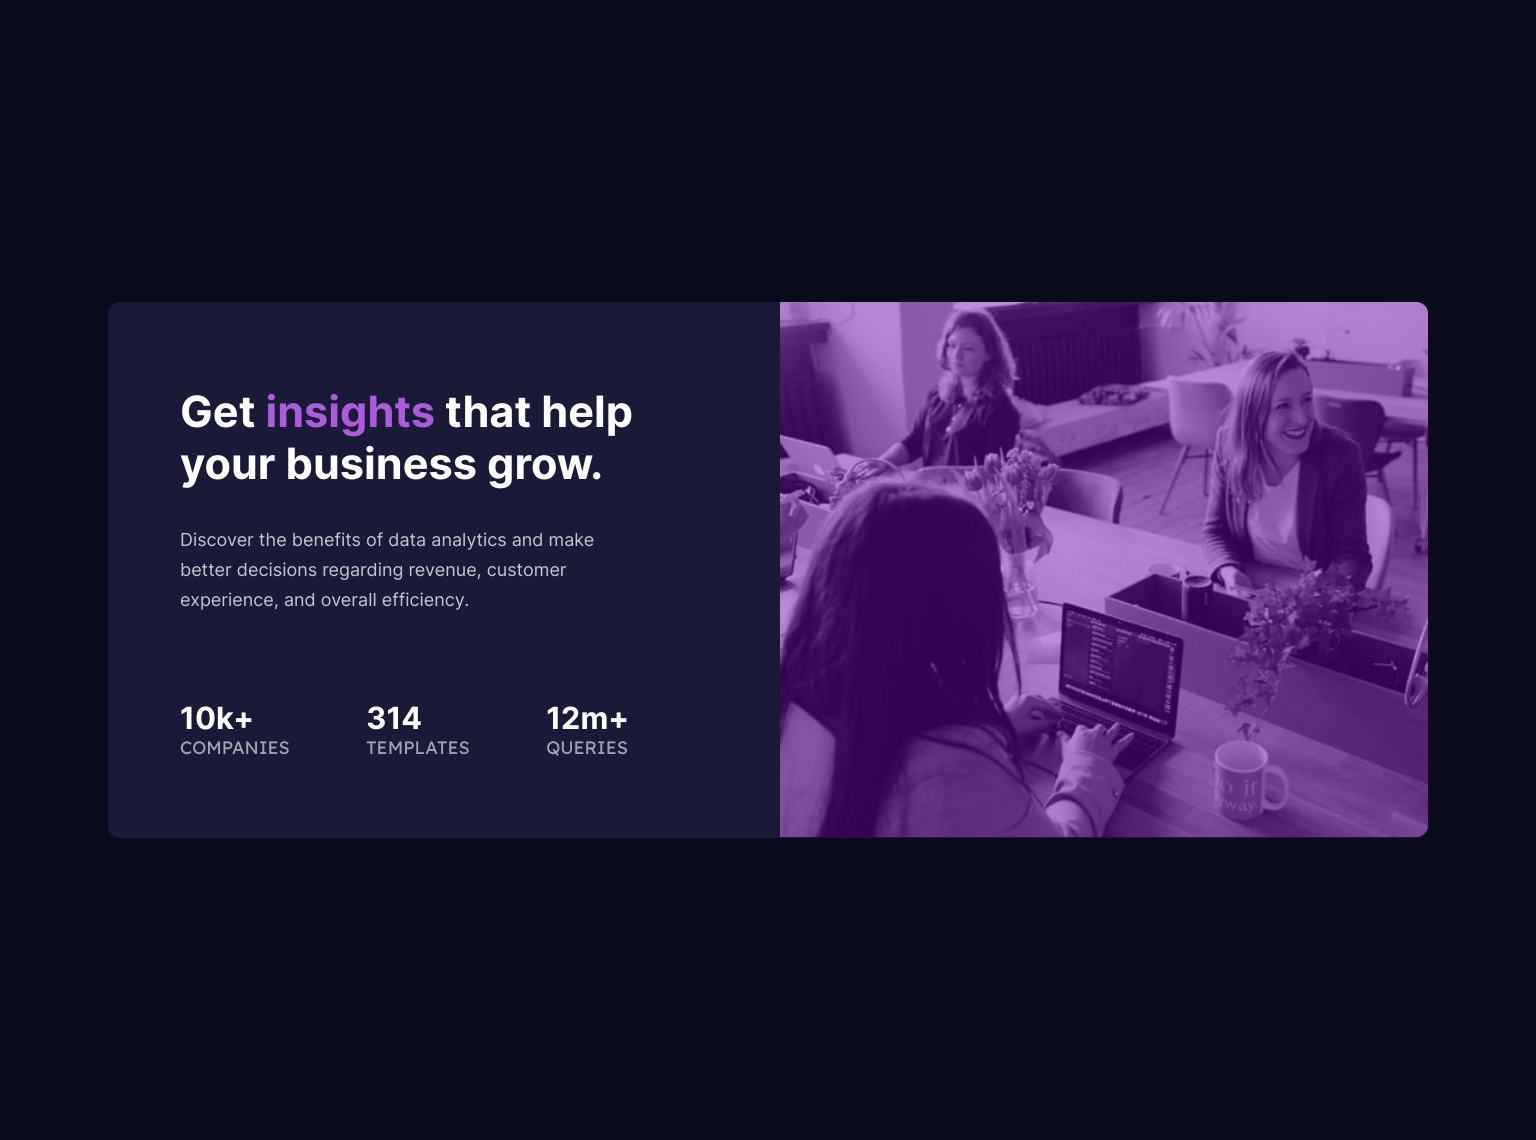 Get insights that help
your business grow.
Discover the benefits of data analytics and make
better decisions regarding revenue, customer
experience, and overall efficiency.
10k+ 314 12m+
COMPANIES TEMPLATES QUERIES